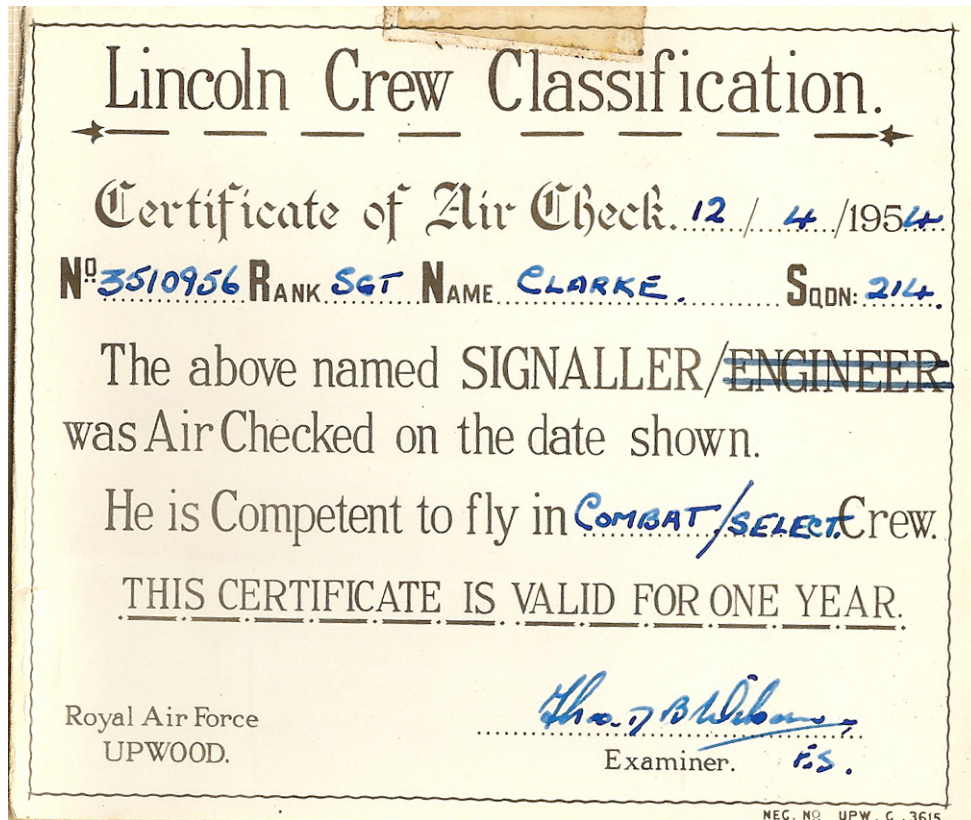 Lincoln Crew Classification.
Certificate of Air Check. 12/4/1954
Nº 3510956 RANK SGT NAME CLARKE. SQDN: 214.
The above named SIGNALLER/ENGINEER
was Air Checked on the date shown.
He is Competent to fly in COMBAT/SELECT. Crew.
THIS CERTIFICATE IS VALID FOR ONE YEAR.
Royal Air Force
UPWOOD.
Examiner. F.S.
NEG. Nº UPW. G. 3615